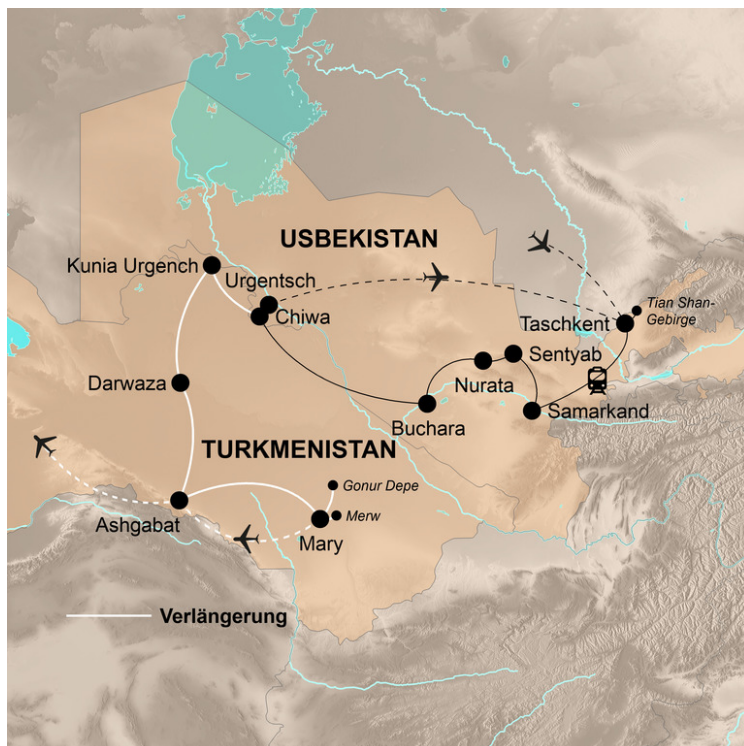 USBEKISTAN
Kunia Urgench
Urgentsch
Chiwa
Tian Shan-
Gebirge
Taschkent
Sentyab
Nurata
Darwaza
Buchara
Samarkand
TURKMENISTAN
Gonur Depe
Merw
Ashgabat
Mary
Verlängerung